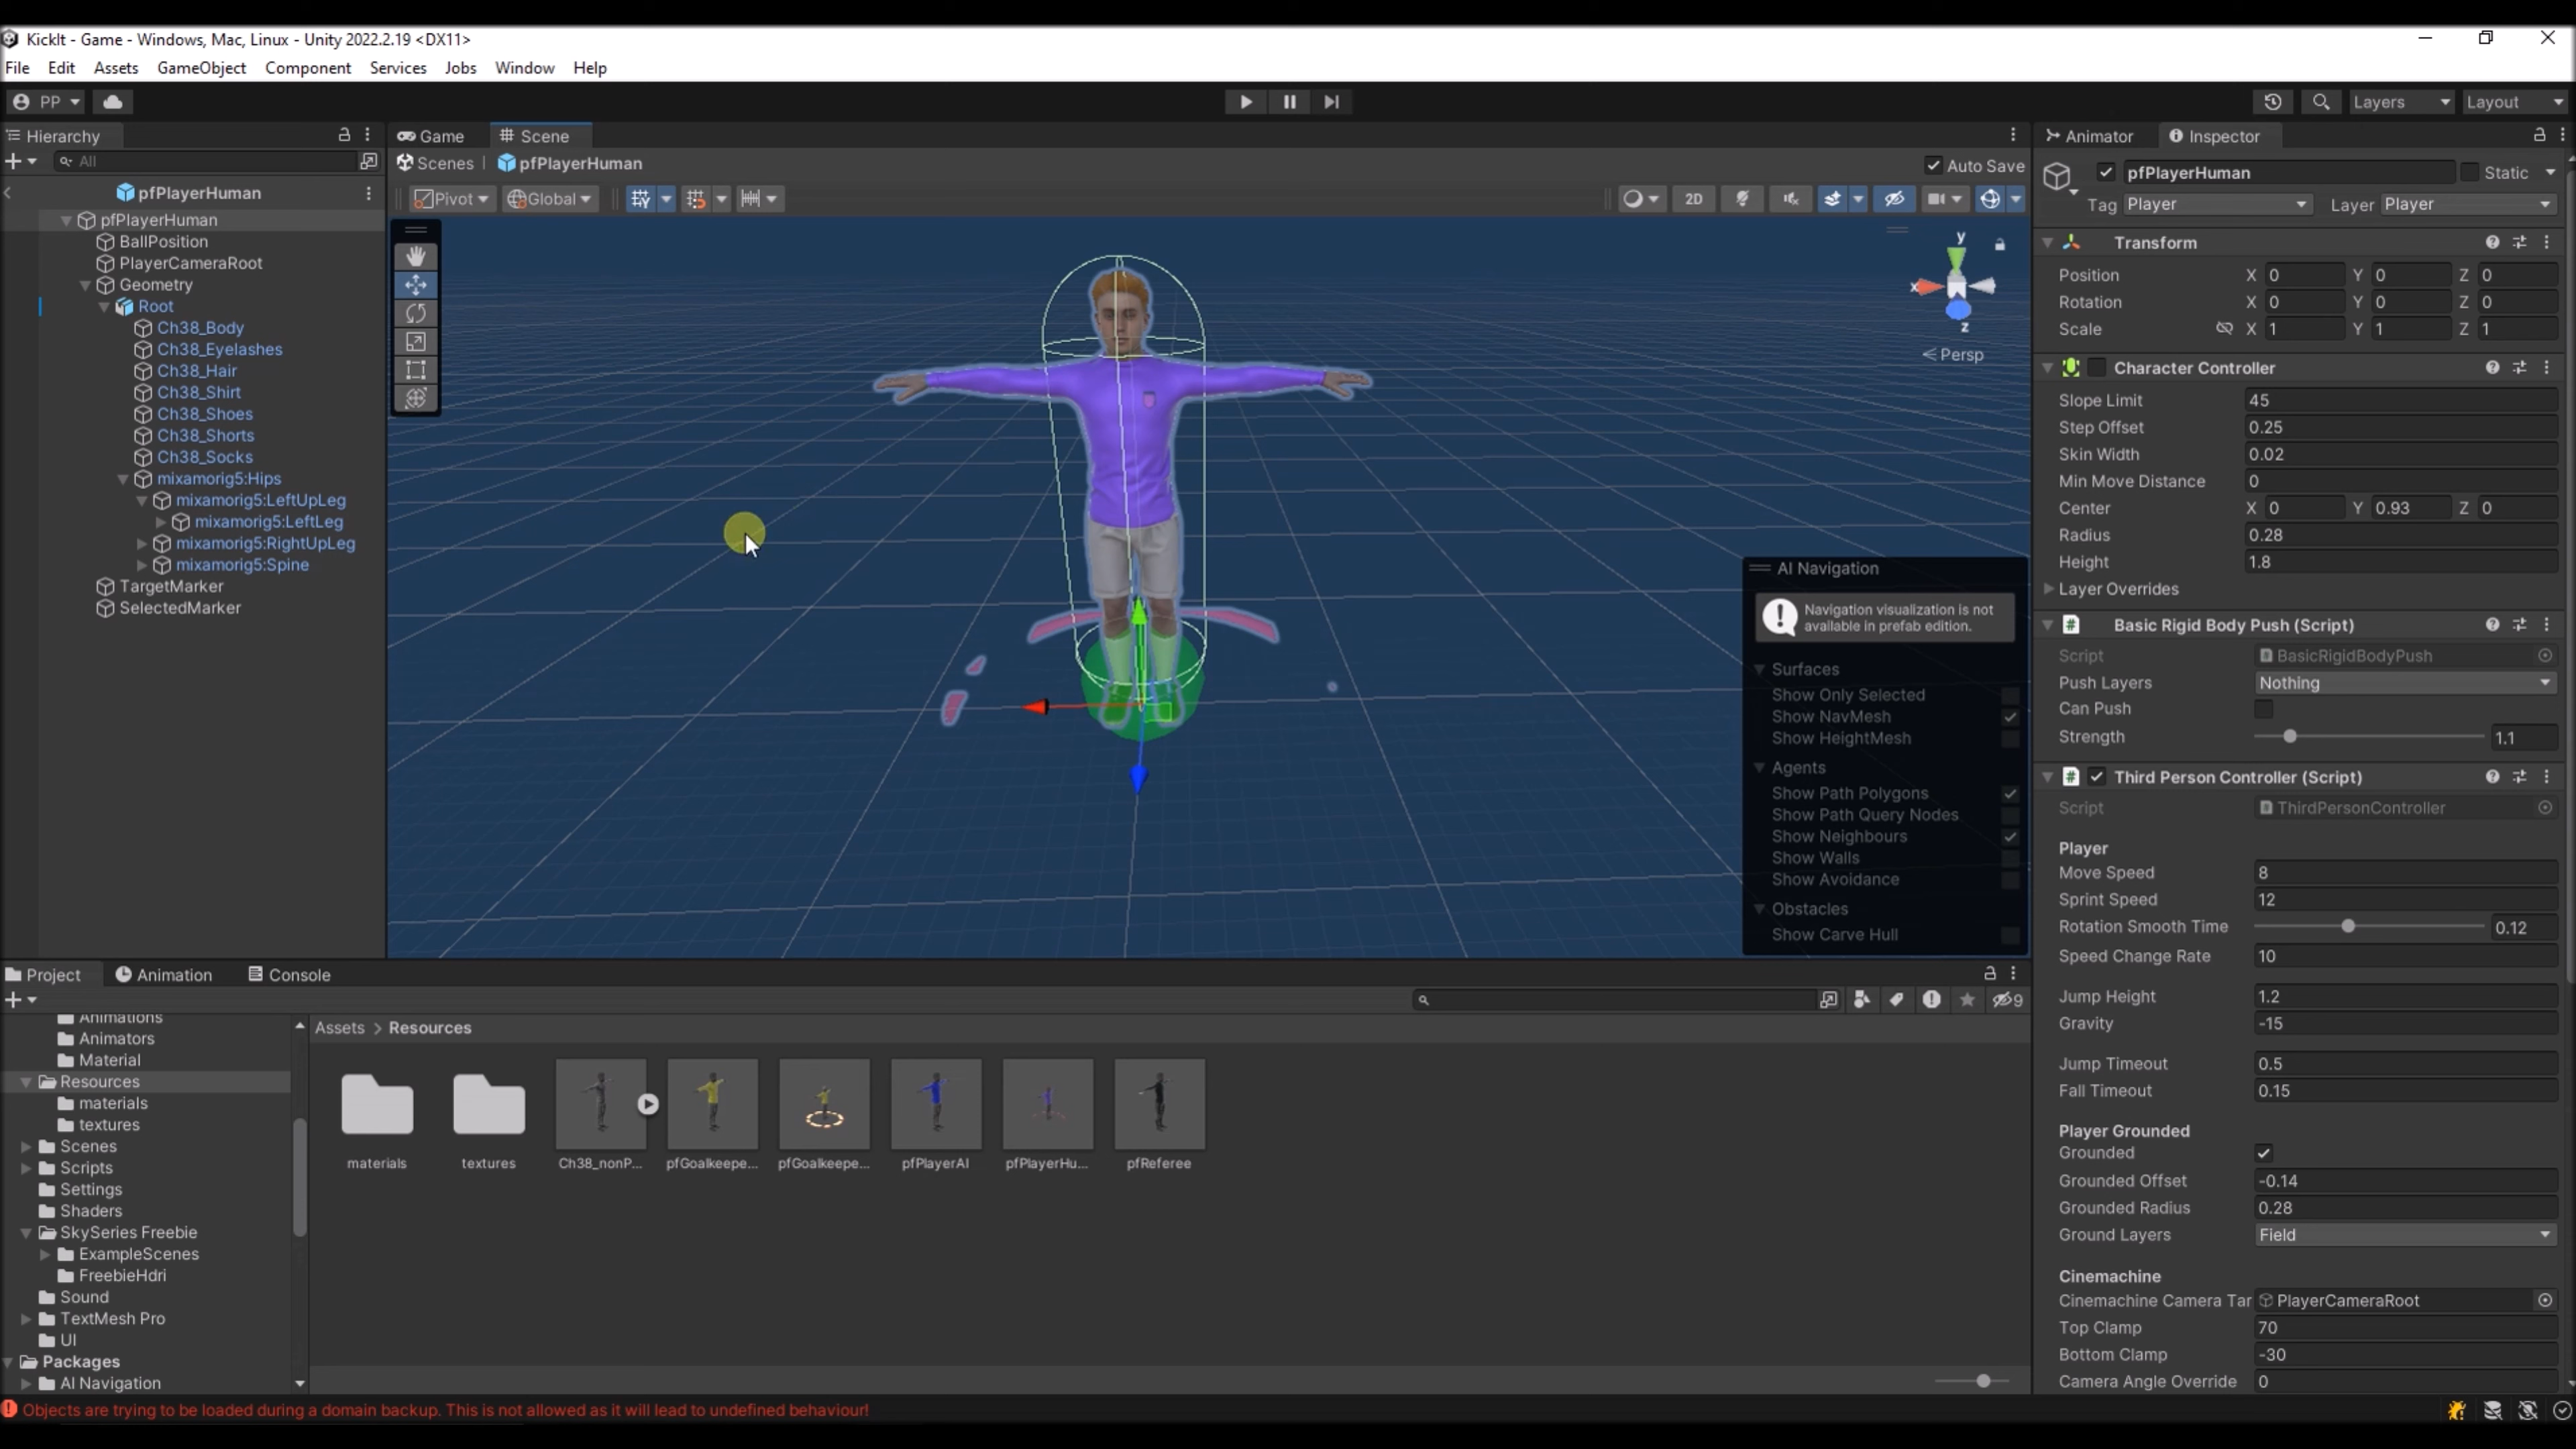 KickIt - Game - Windows, Mac, Linux - Unity 2022.2.19 <DX11>
File Edit Assets GameObject Component Services Jobs Window Help
PP
Layers Layout
Hierarchy
All
pfPlayerHuman
pfPlayerHuman
BallPosition
PlayerCameraRoot
Geometry
Root
Ch38_Body
Ch38_Eyelashes
Ch38_Hair
Ch38_Shirt
Ch38_Shoes
Ch38_Shorts
Ch38_Socks
mixamorig5:Hips
mixamorig5:LeftUpLeg
mixamorig5:LeftLeg
mixamorig5:RightUpLeg
mixamorig5:Spine
TargetMarker
SelectedMarker
Game Scene
Scenes | pfPlayerHuman
Auto Save
Pivot Global
2D
y
x
z
Persp
AI Navigation
Navigation visualization is not
available in prefab edition.
Surfaces
Show Only Selected
Show NavMesh
Show HeightMesh
Agents
Show Path Polygons
Show Path Query Nodes
Show Neighbours
Show Walls
Show Avoidance
Obstacles
Show Carve Hull
Animator Inspector
pfPlayerHuman Static
Tag Player Layer Player
Transform
Position X 0 Y 0 Z 0
Rotation X 0 Y 0 Z 0
Scale X 1 Y 1 Z 1
Character Controller
Slope Limit 45
Step Offset 0.25
Skin Width 0.02
Min Move Distance 0
Center X 0 Y 0.93 Z 0
Radius 0.28
Height 1.8
Layer Overrides
Basic Rigid Body Push (Script)
Script BasicRigidBodyPush
Push Layers Nothing
Can Push
Strength 1.1
Third Person Controller (Script)
Script ThirdPersonController
Player
Move Speed 8
Sprint Speed 12
Rotation Smooth Time 0.12
Speed Change Rate 10
Jump Height 1.2
Gravity -15
Jump Timeout 0.5
Fall Timeout 0.15
Player Grounded
Grounded
Grounded Offset -0.14
Grounded Radius 0.28
Ground Layers Field
Cinemachine
Cinemachine Camera Tar PlayerCameraRoot
Top Clamp 70
Bottom Clamp -30
Camera Angle Override 0
Project Animation Console
9
Animations
Animators
Material
Resources
materials
textures
Scenes
Scripts
Settings
Shaders
SkySeries Freebie
ExampleScenes
FreebieHdri
Sound
TextMesh Pro
UI
Packages
AI Navigation
Assets > Resources
materials textures Ch38_nonP... pfGoalkeepe... pfGoalkeepe... pfPlayerAI pfPlayerHu... pfReferee
Objects are trying to be loaded during a domain backup. This is not allowed as it will lead to undefined behaviour!